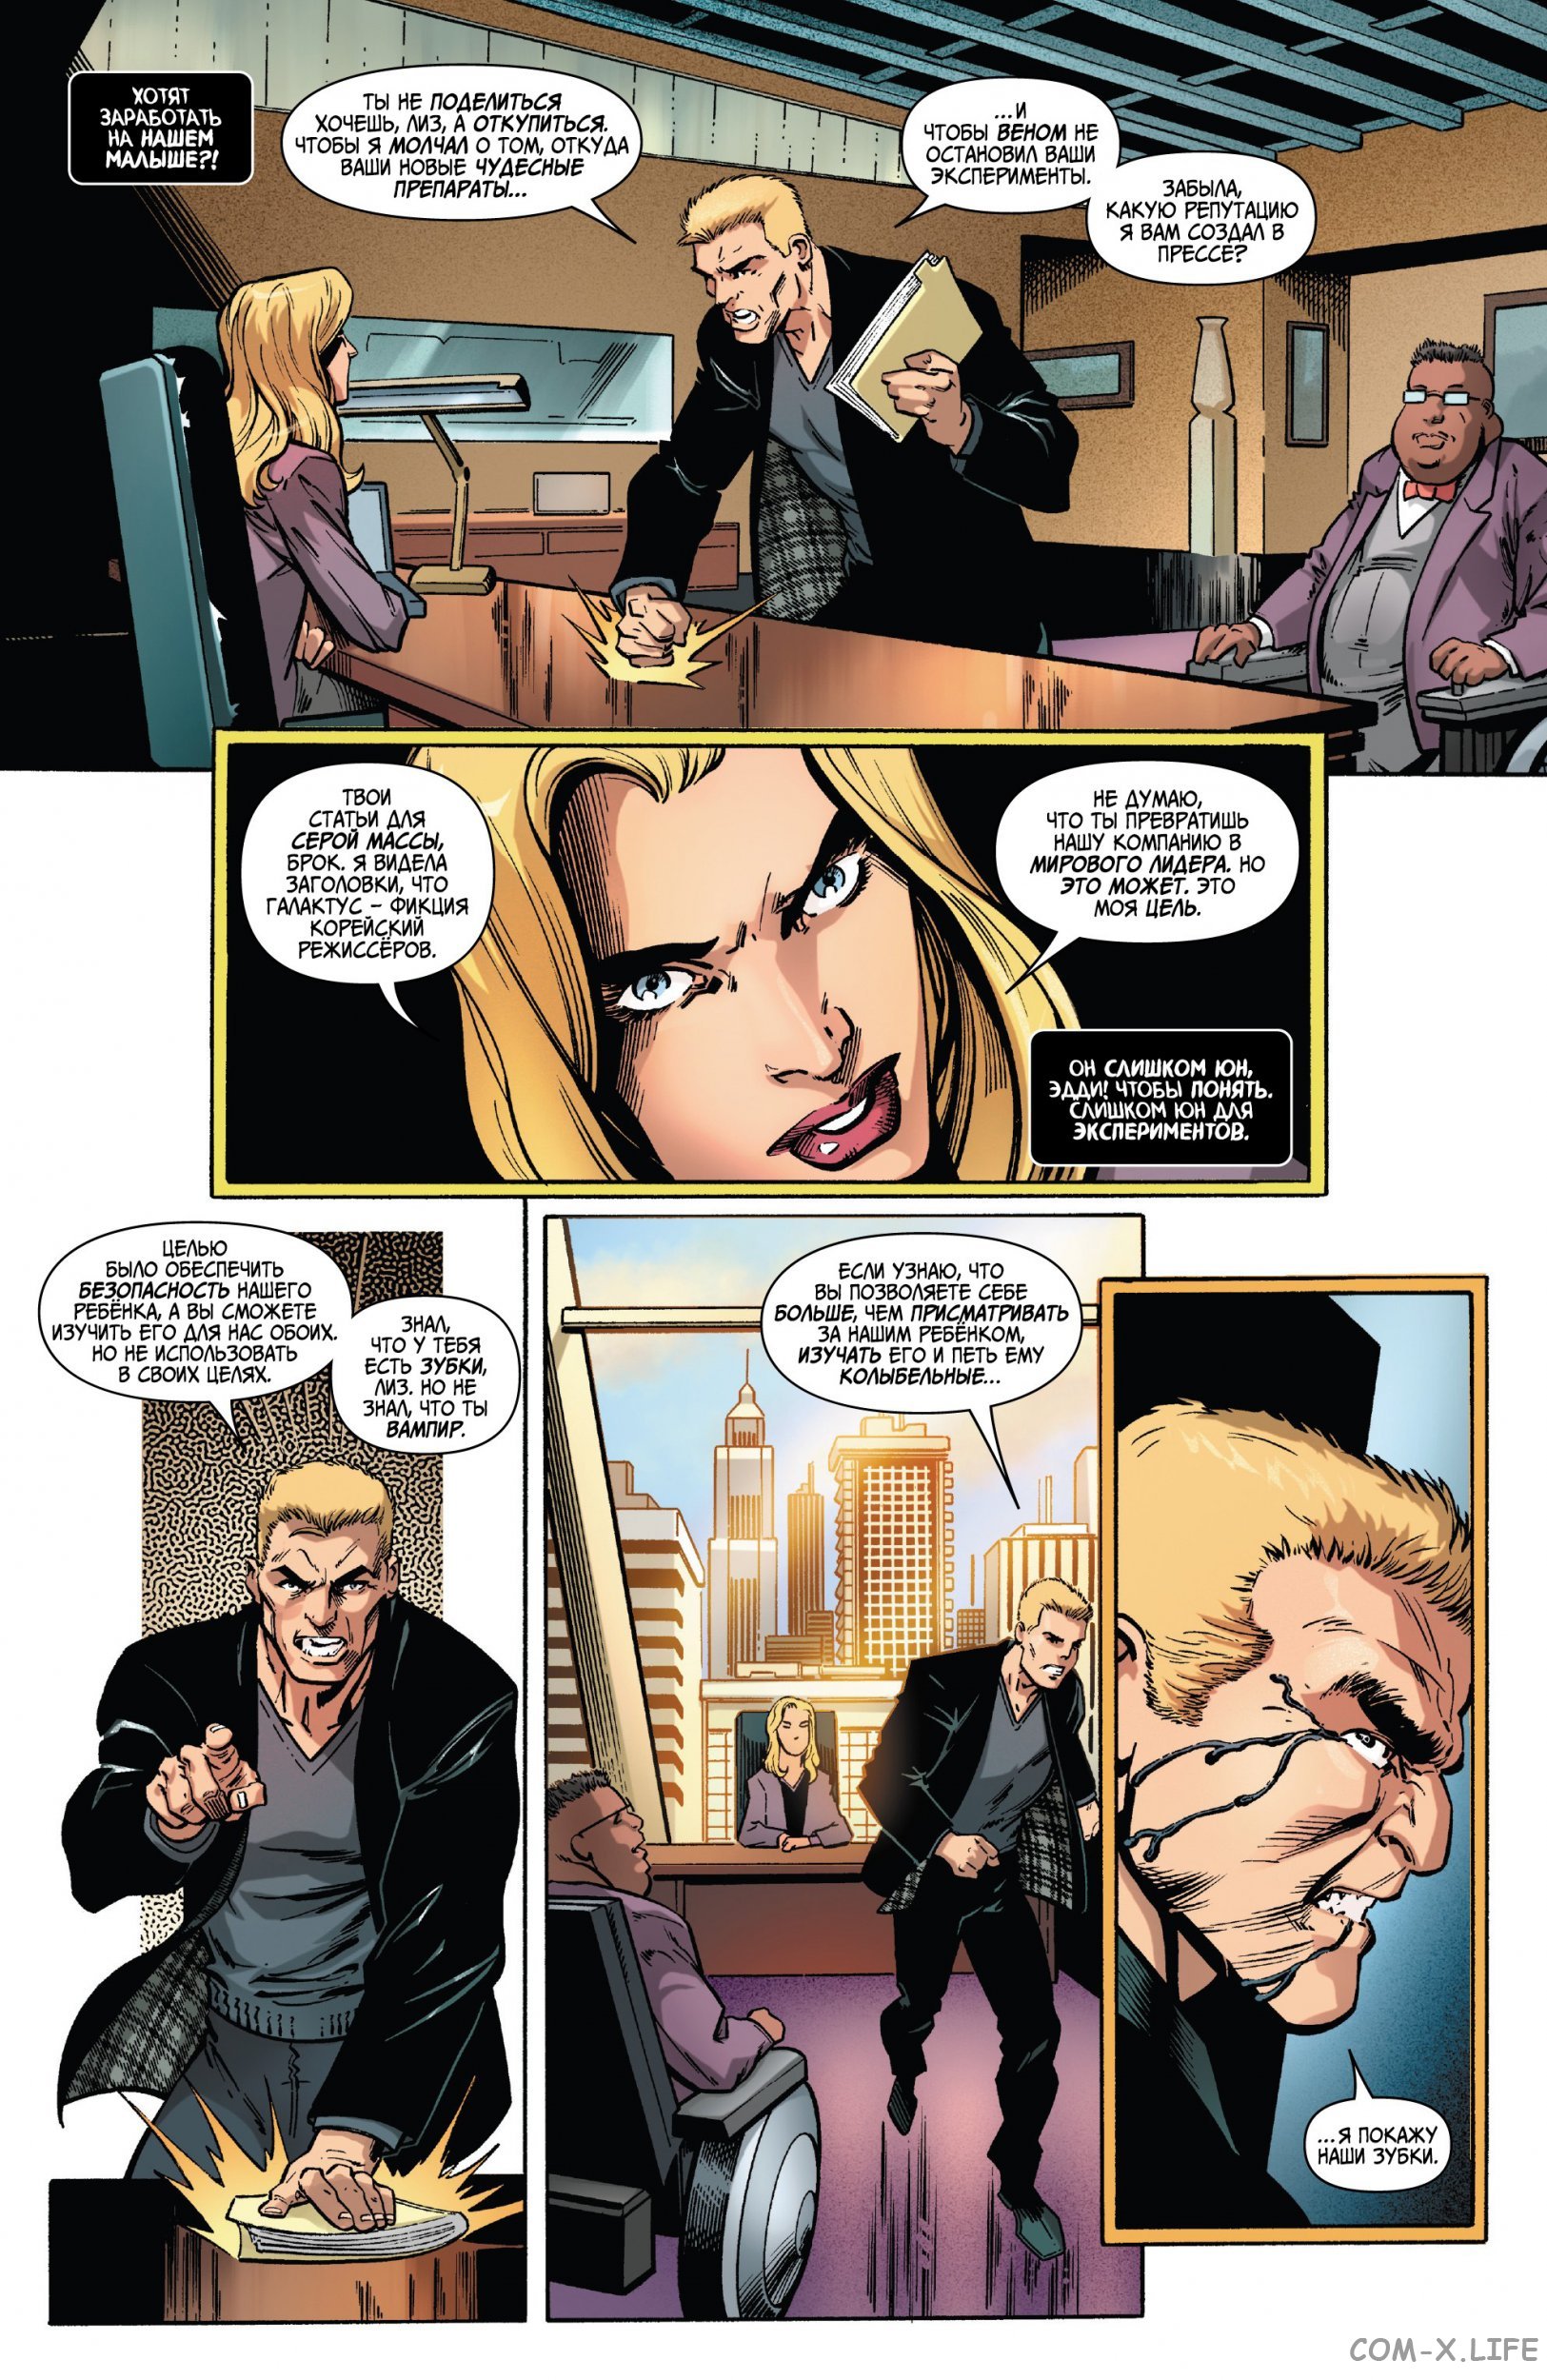 ХОТЯТ
ЗАРАБОТАТЬ
НА НАШЕМ
МАЛЫШЕ?!
ТЫ НЕ ПОДЕЛИТЬСЯ
ХОЧЕШЬ, ЛИЗ, А ОТКУПИТЬСЯ.
ЧТОБЫ Я МОЛЧАЛ О ТОМ, ОТКУДА
ВАШИ НОВЫЕ ЧУДЕСНЫЕ
ПРЕПАРАТЫ...
...И
ЧТОБЫ ВЕНОМ НЕ
ОСТАНОВИЛ ВАШИ
ЭКСПЕРИМЕНТЫ.
ЗАБЫЛА,
КАКУЮ РЕПУТАЦИЮ
Я ВАМ СОЗДАЛ В
ПРЕССЕ?
ТВОИ
СТАТЬИ ДЛЯ
СЕРОЙ МАССЫ,
БРОК. Я ВИДЕЛА
ЗАГОЛОВКИ, ЧТО
ГАЛАКТУС – ФИКЦИЯ
КОРЕЙСКИЙ
РЕЖИССЁРОВ.
НЕ ДУМАЮ,
ЧТО ТЫ ПРЕВРАТИШЬ
НАШУ КОМПАНИЮ В
МИРОВОГО ЛИДЕРА. НО
ЭТО МОЖЕТ. ЭТО
МОЯ ЦЕЛЬ.
ОН СЛИШКОМ ЮН,
ЭДДИ! ЧТОБЫ ПОНЯТЬ.
СЛИШКОМ ЮН ДЛЯ
ЭКСПЕРИМЕНТОВ.
ЦЕЛЬЮ
БЫЛО ОБЕСПЕЧИТЬ
БЕЗОПАСНОСТЬ НАШЕГО
РЕБЁНКА, А ВЫ СМОЖЕТЕ
ИЗУЧИТЬ ЕГО ДЛЯ НАС ОБОИХ.
НО НЕ ИСПОЛЬЗОВАТЬ
В СВОИХ ЦЕЛЯХ.
ЗНАЛ,
ЧТО У ТЕБЯ
ЕСТЬ ЗУБКИ,
ЛИЗ. НО НЕ
ЗНАЛ, ЧТО ТЫ
ВАМПИР.
ЕСЛИ УЗНАЮ, ЧТО
ВЫ ПОЗВОЛЯЕТЕ СЕБЕ
БОЛЬШЕ, ЧЕМ ПРИСМАТРИВАТЬ
ЗА НАШИМ РЕБЁНКОМ,
ИЗУЧАТЬ ЕГО И ПЕТЬ ЕМУ
КОЛЫБЕЛЬНЫЕ...
...Я ПОКАЖУ
НАШИ ЗУБКИ.
COM-X.LIFE